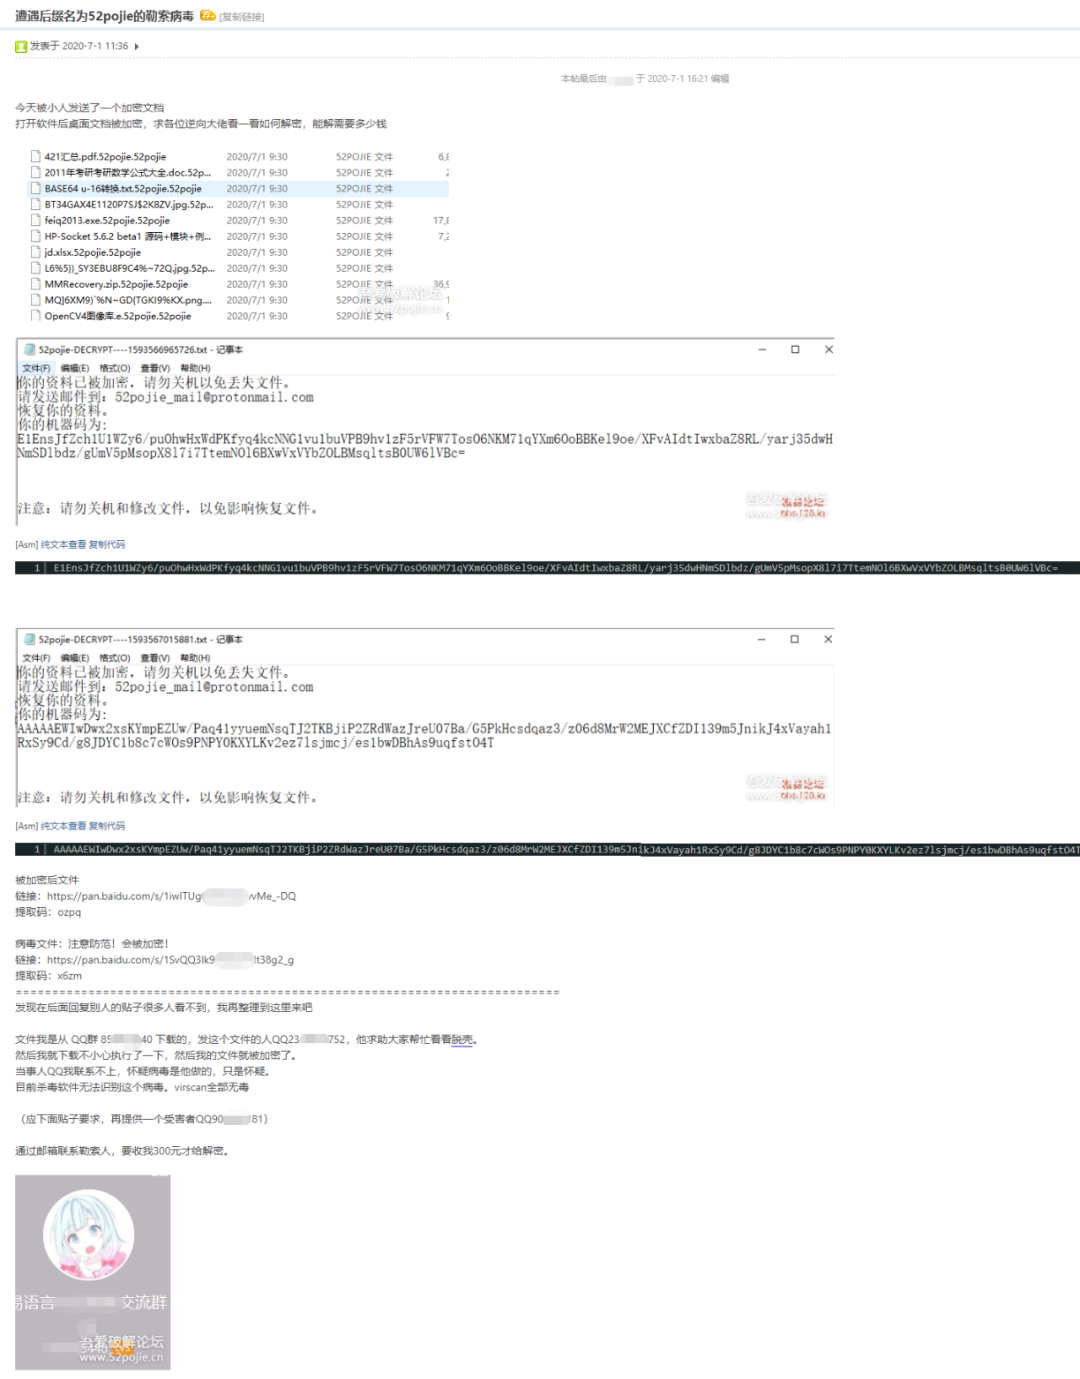 遭遇后缀名为52pojie的勒索病毒 荐 [复制链接]
发表于 2020-7-1 11:36
本帖最后由 于 2020-7-1 16:21 编辑
今天被小人发送了一个加密文档
打开软件后桌面文档被加密，求各位逆向大佬看一看如何解密，能解需要多少钱
421汇总.pdf.52pojie.52pojie 2020/7/1 9:30 52POJIE 文件 6,8
2011年考研考研数学公式大全.doc.52p... 2020/7/1 9:30 52POJIE 文件 2
BASE64 u-16转换.txt.52pojie.52pojie 2020/7/1 9:30 52POJIE 文件
BT34GAX4E1120P7SJ$2K8ZV.jpg.52p... 2020/7/1 9:30 52POJIE 文件
feiq2013.exe.52pojie.52pojie 2020/7/1 9:30 52POJIE 文件 17,8
HP-Socket 5.6.2 beta1 源码+模块+例... 2020/7/1 9:30 52POJIE 文件 7,2
jd.xlsx.52pojie.52pojie 2020/7/1 9:30 52POJIE 文件
L6%5})_SY3EBU8F9C4%~72Q.jpg.52p... 2020/7/1 9:30 52POJIE 文件
MMRecovery.zip.52pojie.52pojie 2020/7/1 9:30 52POJIE 文件 36,9
MQ]6XM9)`%N~GD(TGKI9%KX.png.... 2020/7/1 9:30 52POJIE 文件 1
OpenCV4图像库.e.52pojie.52pojie 2020/7/1 9:30 52POJIE 文件 9
52pojie-DECRYPT----1593566965726.txt - 记事本
文件(F) 编辑(E) 格式(O) 查看(V) 帮助(H)
你的资料已被加密，请勿关机以免丢失文件。
请发送邮件到：52pojie_mail@protonmail.com
恢复你的资料。
你的机器码为:
E1EnsJfZch1U1WZy6/puOhwHxWdPKfyq4kcNNG1vu1buVPB9hv1zF5rVFW7TosO6NKM71qYXm6OoBBKel9oe/XFvAIdtIwxbaZ8RL/yarj35dwH
NmSDlbdz/gUmV5pMsopX8l7i7TtemNOl6BXwVxVYbZOLBMsqltsB0UW6lVBc=
注意：请勿关机和修改文件，以免影响恢复文件。
[Asm] 纯文本查看 复制代码
1 E1EnsJfZch1U1WZy6/puOhwHxWdPKfyq4kcNNG1vu1buVPB9hv1zF5rVFW7TosO6NKM71qYXm6OoBBKel9oe/XFvAIdtIwxbaZ8RL/yarj35dwHNmSDlbdz/gUmV5pMsopX8l7i7TtemNOl6BXwVxVYbZOLBMsqltsB0UW6lVBc=
52pojie-DECRYPT----1593567015881.txt - 记事本
文件(F) 编辑(E) 格式(O) 查看(V) 帮助(H)
你的资料已被加密，请勿关机以免丢失文件。
请发送邮件到：52pojie_mail@protonmail.com
恢复你的资料。
你的机器码为:
AAAAAEWIwDwx2xsKYmpEZUw/Paq41yyuemNsqTJ2TKBjiP2ZRdWazJreU07Ba/G5PkHcsdqaz3/z06d8MrW2MEJXCfZDI139m5JnikJ4xVayah1
RxSy9Cd/g8JDYC1b8c7cWOs9PNPY0KXYLKv2ez7lsjmcj/es1bwDBhAs9uqfstO4T
注意：请勿关机和修改文件，以免影响恢复文件。
[Asm] 纯文本查看 复制代码
1 AAAAAEWIwDwx2xsKYmpEZUw/Paq41yyuemNsqTJ2TKBjiP2ZRdWazJreU07Ba/G5PkHcsdqaz3/z06d8MrW2MEJXCfZDI139m5JnikJ4xVayah1RxSy9Cd/g8JDYC1b8c7cWOs9PNPY0KXYLKv2ez7lsjmcj/es1bwDBhAs9uqfstO4T
被加密后文件
链接：https://pan.baidu.com/s/1iwITUg vMe_-DQ
提取码：ozpq
病毒文件：注意防范！会被加密！
链接：https://pan.baidu.com/s/1SvQQ3Ik9 lt38g2_g
提取码：x6zm
=========================================================================
发现在后面回复别人的贴子很多人看不到，我再整理到这里来吧
文件我是从 QQ群 85 40 下载的，发这个文件的人QQ23 752，他求助大家帮忙看看脱壳。
然后我就下载不小心执行了一下，然后我的文件就被加密了。
当事人QQ我联系不上，怀疑病毒是他做的，只是怀疑。
目前杀毒软件无法识别这个病毒。virscan全部无毒
（应下面贴子要求，再提供一个受害者QQ90 181）
通过邮箱联系勒索人，要收我300元才给解密。
易语言 交流群
吾爱破解论坛
www.52pojie.cn